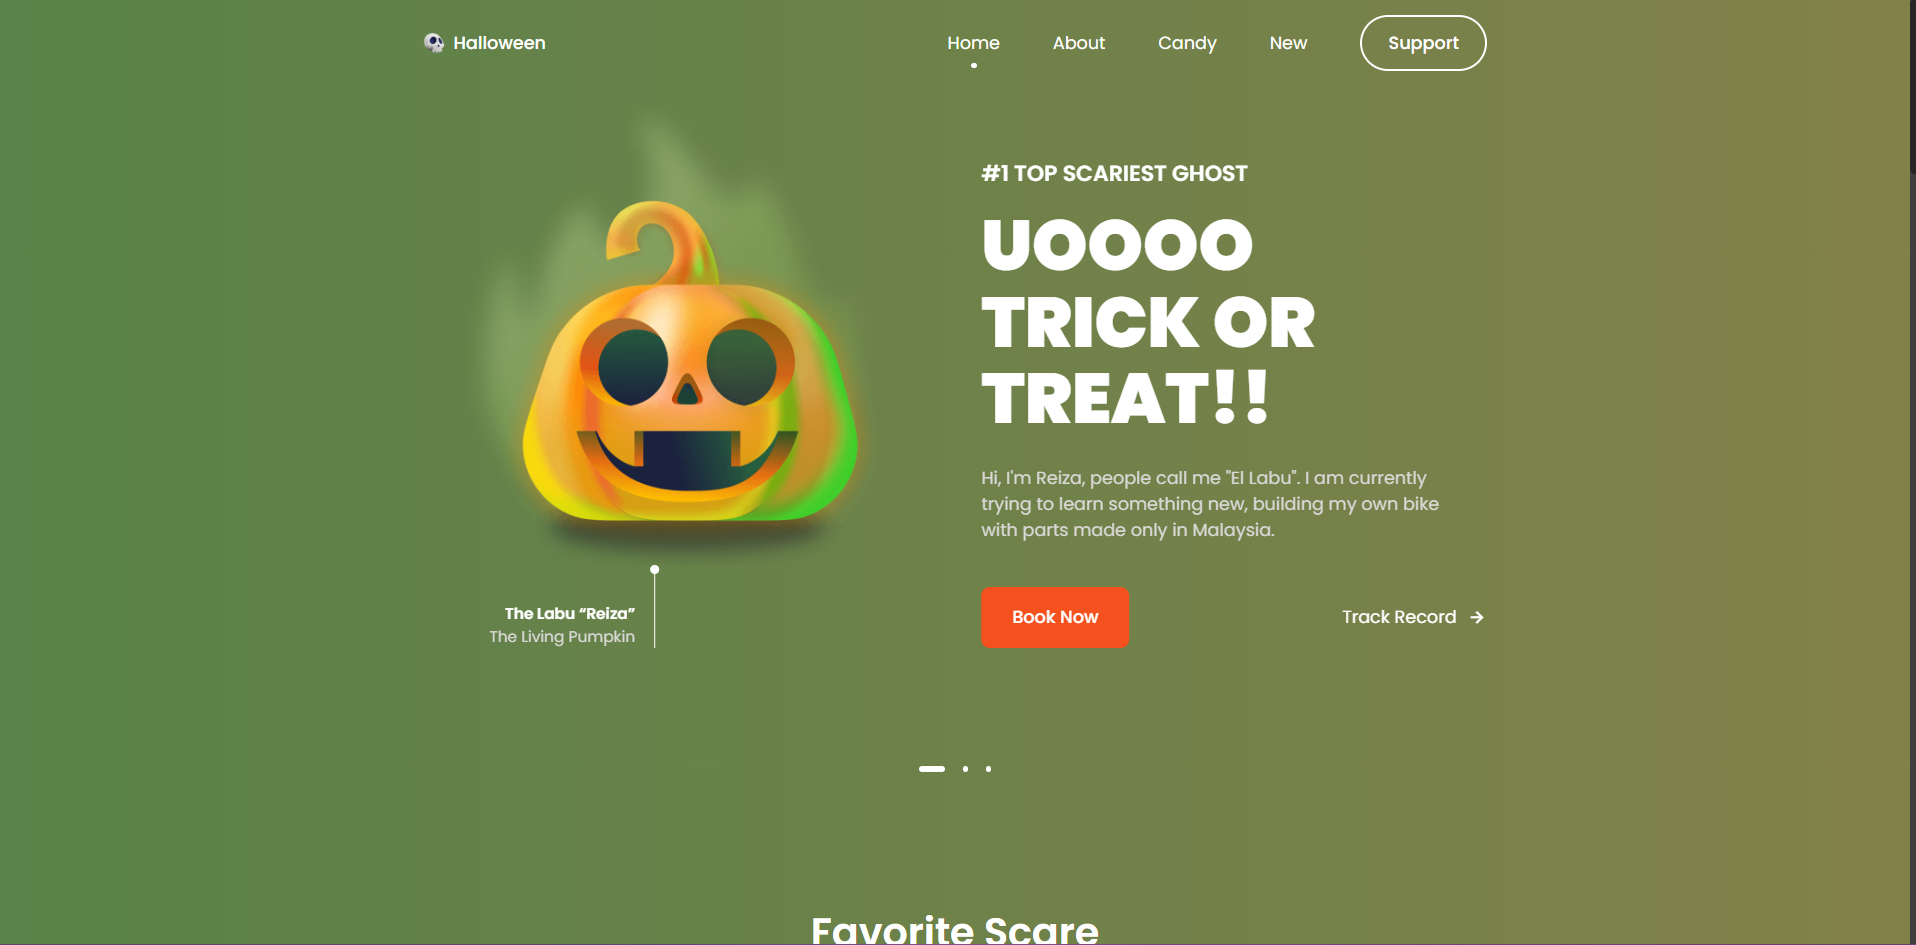 Halloween
Home
About
Candy
New
Support
#1 TOP SCARIEST GHOST
UOOOO
TRICK OR
TREAT!!
Hi, I'm Reiza, people call me "El Labu". I am currently
trying to learn something new, building my own bike
with parts made only in Malaysia.
The Labu “Reiza”
The Living Pumpkin
Book Now
Track Record
Favorite Scare